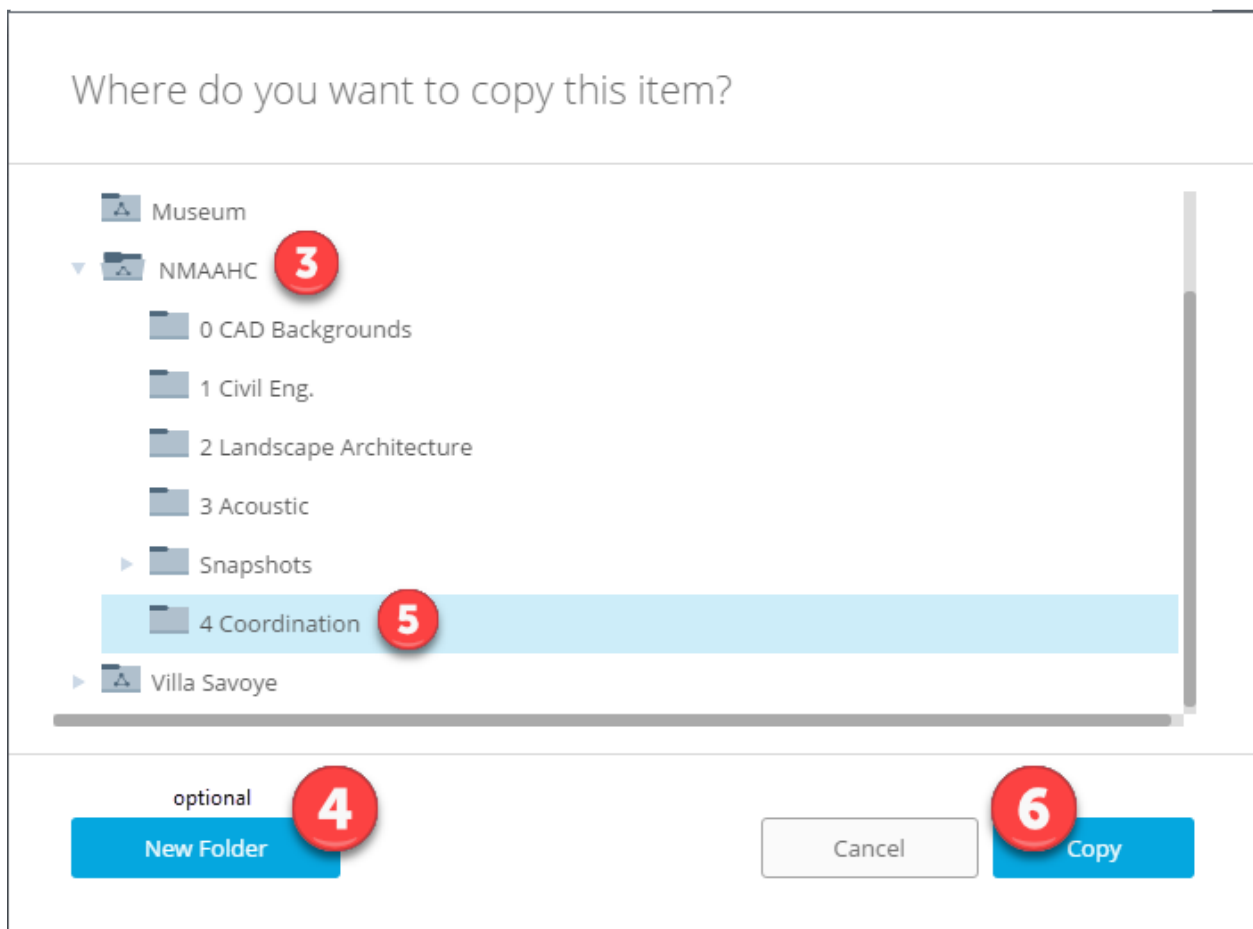 Where do you want to copy this item?
Museum
NMAAHC 3
0 CAD Backgrounds
1 Civil Eng.
2 Landscape Architecture
3 Acoustic
Snapshots
4 Coordination 5
Villa Savoye
optional 4 6
New Folder Cancel Copy